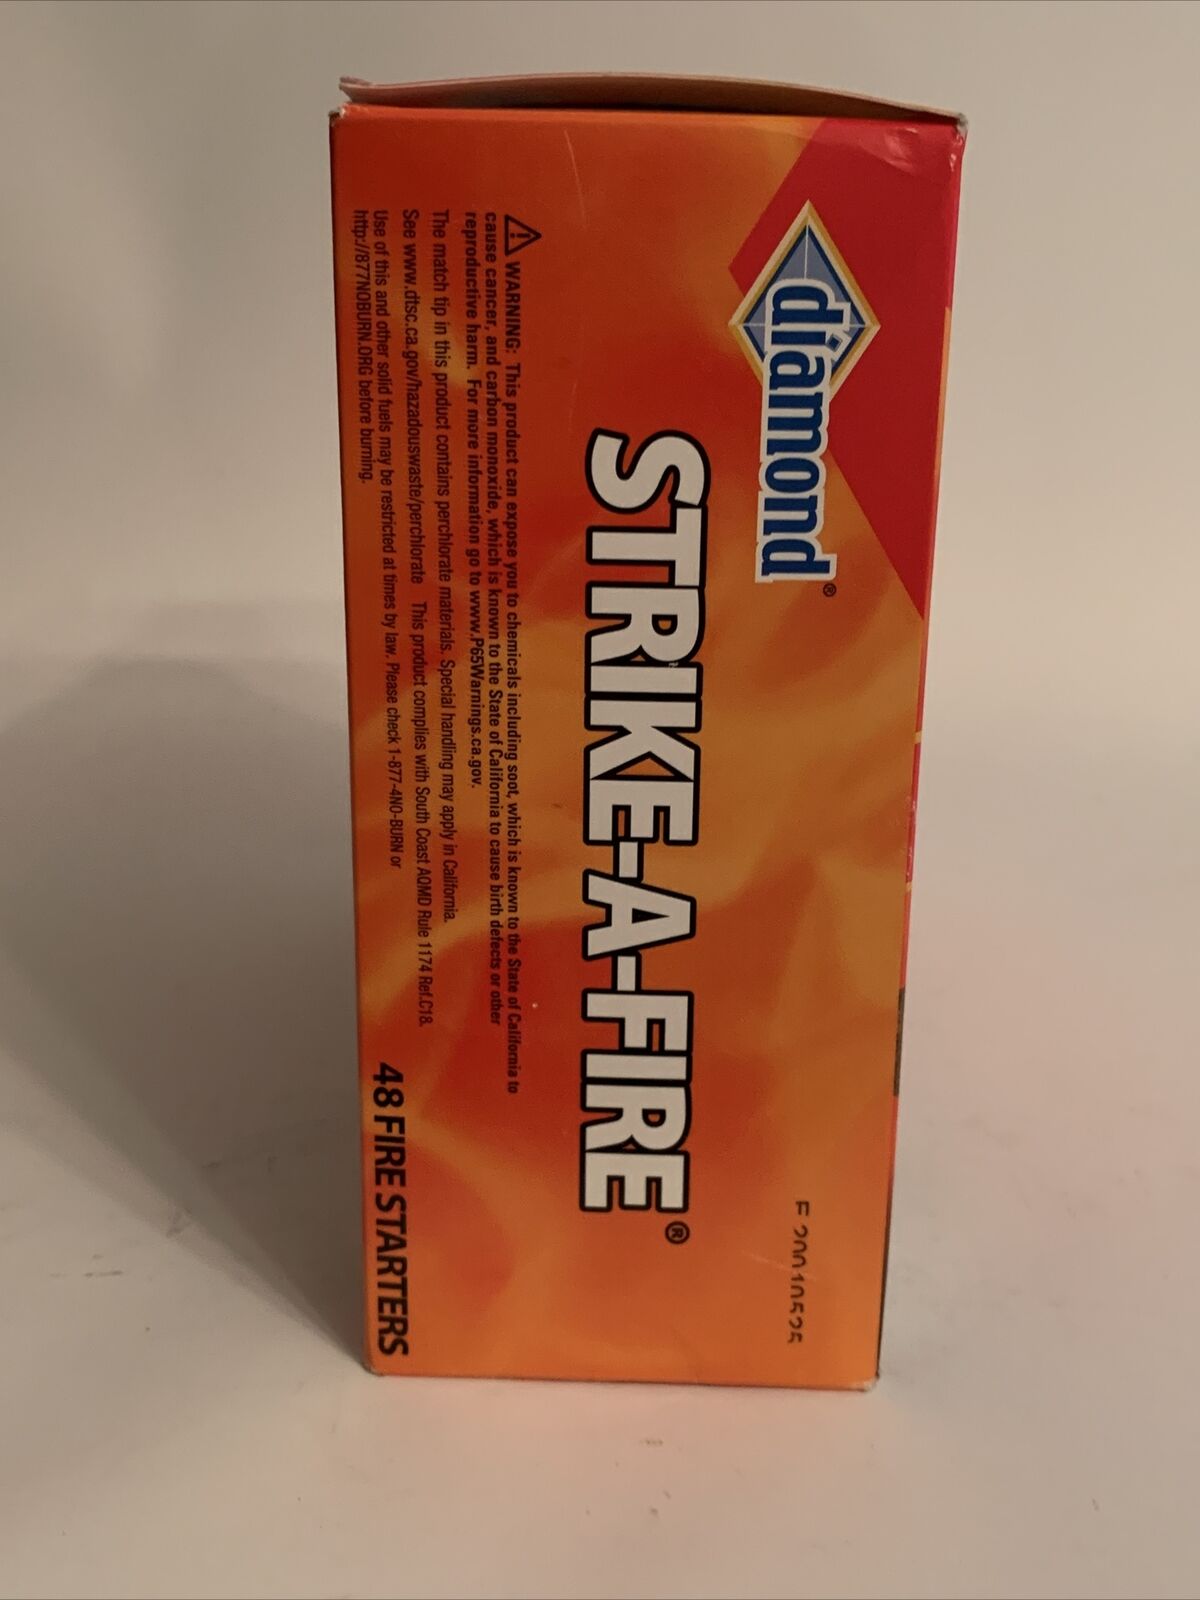 diamond®
STRIKE-A-FIRE®
⚠ WARNING: This product can expose you to chemicals including soot, which is known to the State of California to
cause cancer, and carbon monoxide, which is known to the State of California to cause birth defects or other
reproductive harm. For more information go to www.P65Warnings.ca.gov.
The match tip in this product contains perchlorate materials. Special handling may apply in California.
See www.dtsc.ca.gov/hazadouswaste/perchlorate This product complies with South Coast AQMD Rule 1174 Ref.C18.
Use of this and other solid fuels may be restricted at times by law. Please check 1-877-4NO-BURN or
http://877NOBURN.ORG before burning.
48 FIRE STARTERS